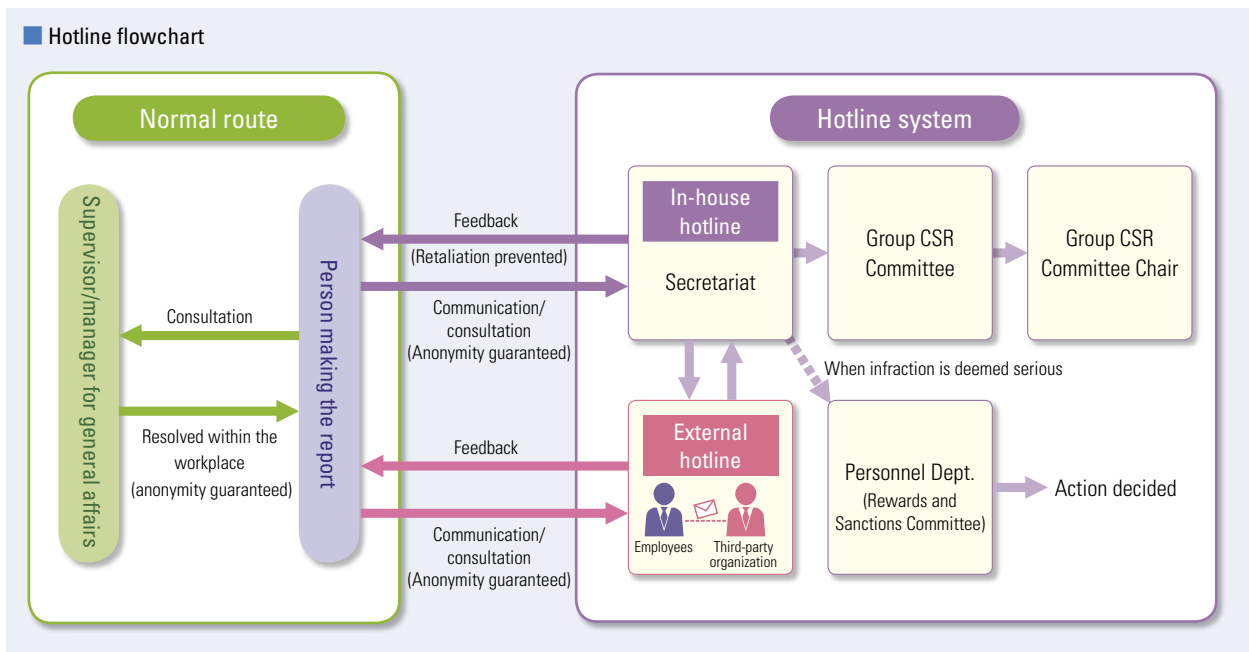 Hotline flowchart
Normal route
Supervisor/manager for general affairs
Consultation
Resolved within the
workplace
(anonymity guaranteed)
Person making the report
Feedback
(Retaliation prevented)
Communication/
consultation
(Anonymity guaranteed)
Feedback
Communication/
consultation
(Anonymity guaranteed)
Hotline system
In-house
hotline
Secretariat
Group CSR
Committee
Group CSR
Committee Chair
When infraction is deemed serious
External
hotline
Employees
Third-party
organization
Personnel Dept.
(Rewards and
Sanctions Committee)
Action decided